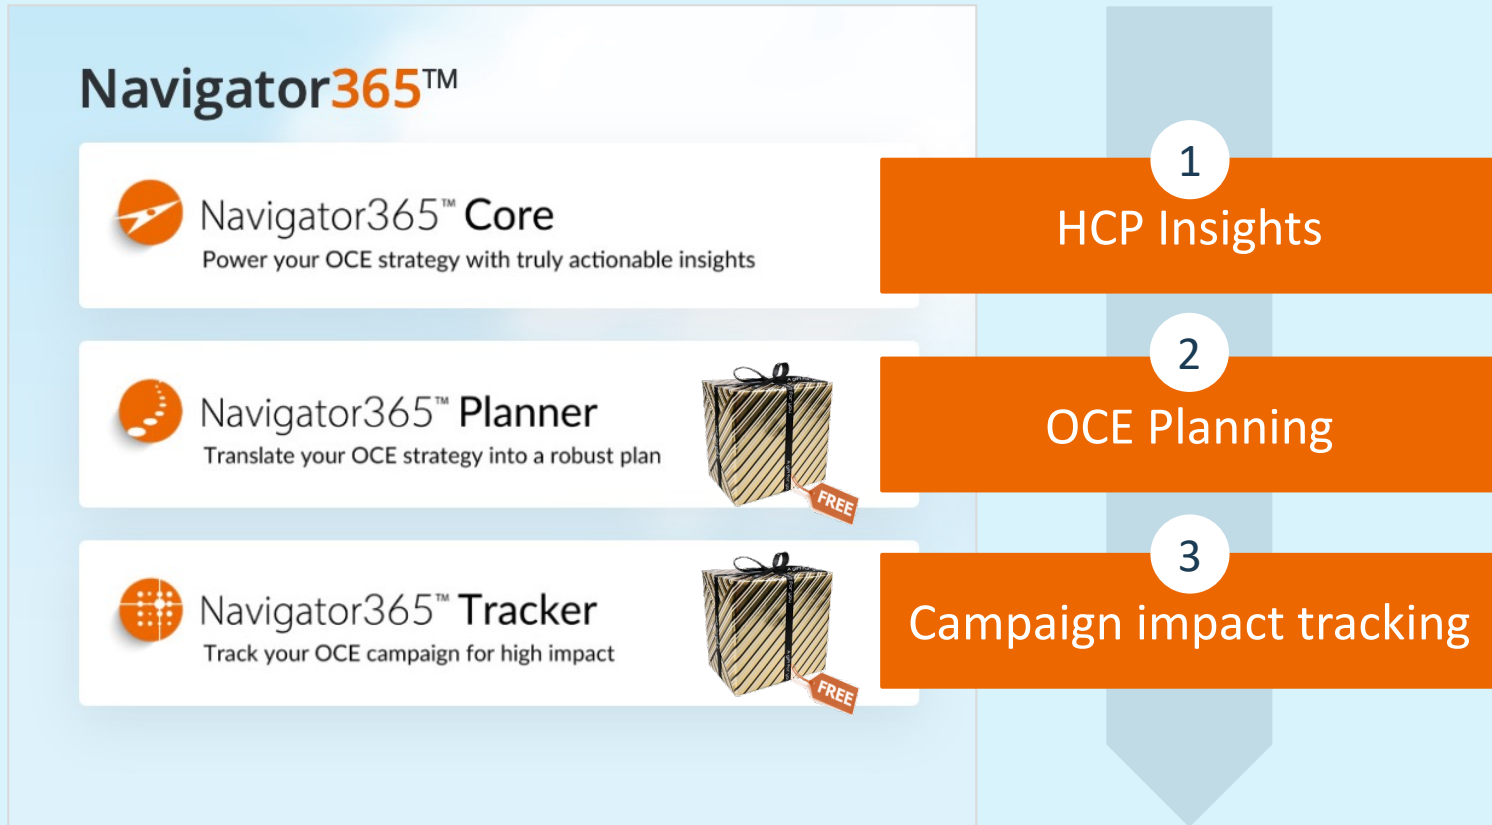 Navigator365™
Navigator365™ Core
Power your OCE strategy with truly actionable insights
1
HCP Insights
Navigator365™ Planner
Translate your OCE strategy into a robust plan
FREE
2
OCE Planning
Navigator365™ Tracker
Track your OCE campaign for high impact
FREE
3
Campaign impact tracking